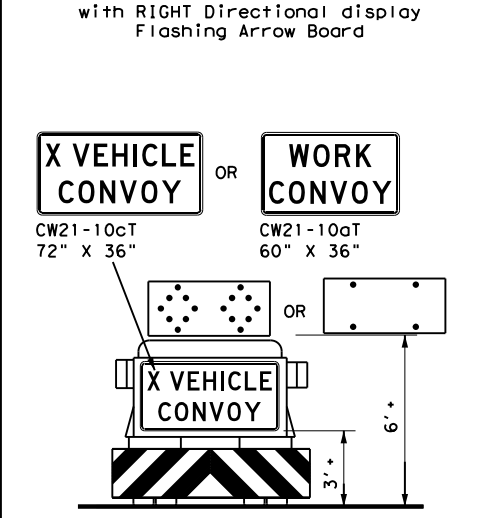 with RIGHT Directional display
Flashing Arrow Board
X VEHICLE
CONVOY
OR
WORK
CONVOY
CW21-10cT
72" X 36"
CW21-10aT
60" X 36"
OR
X VEHICLE
CONVOY
6' +
3' +